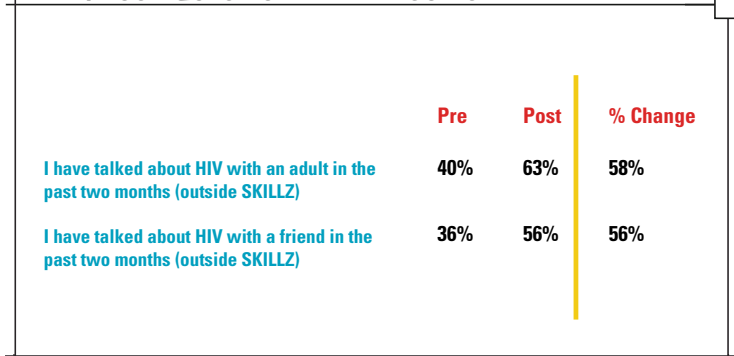 Pre Post % Change
I have talked about HIV with an adult in the 40% 63% 58%
past two months (outside SKILLZ)
I have talked about HIV with a friend in the 36% 56% 56%
past two months (outside SKILLZ)